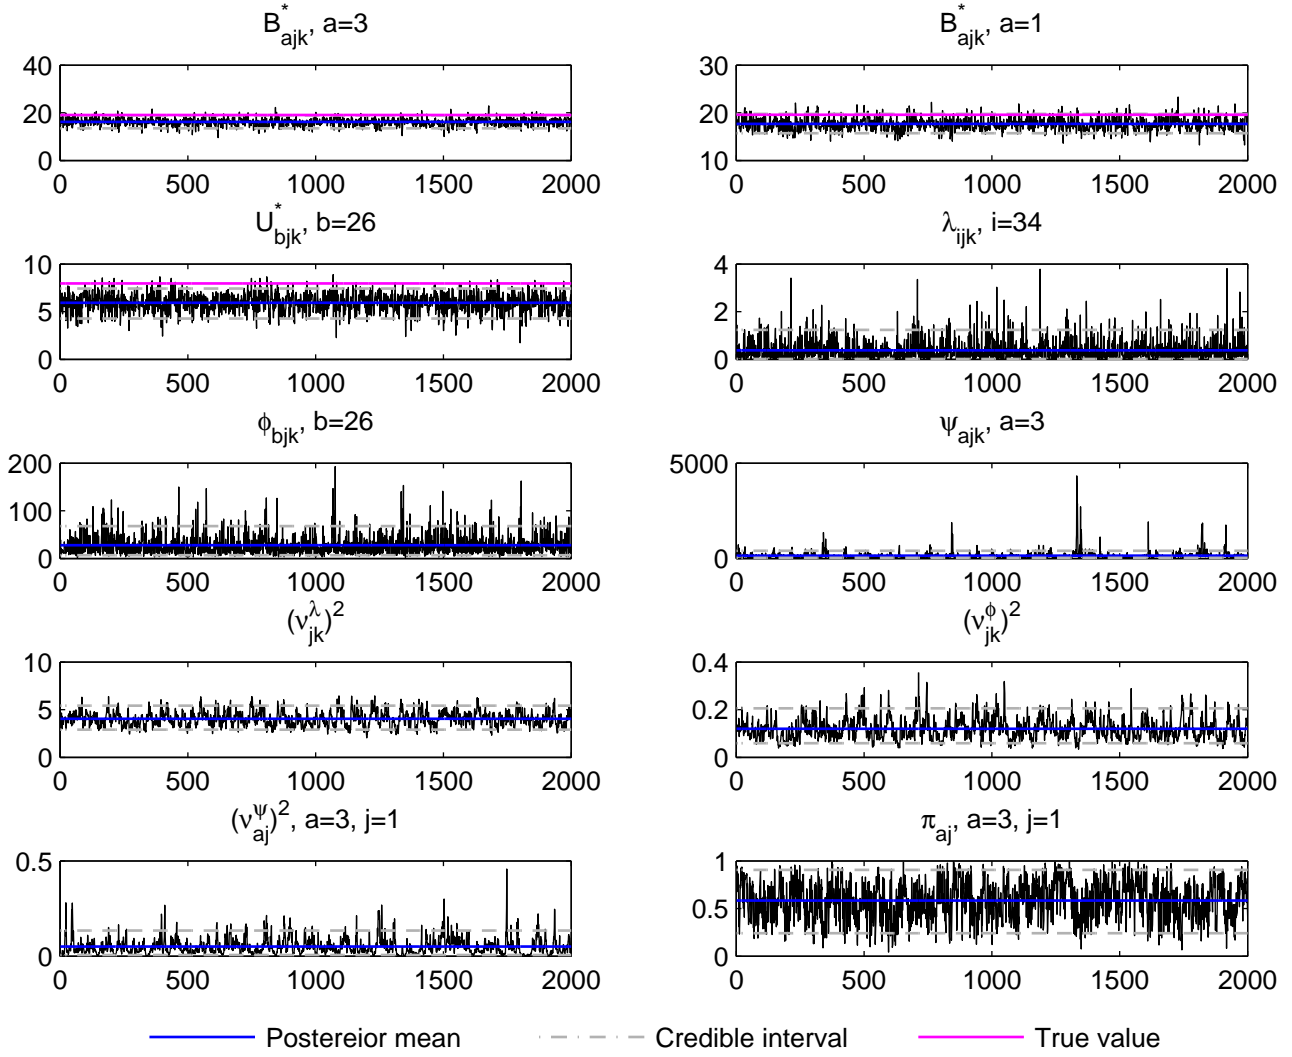 B*ajk, a=3
B*ajk, a=1
40
20
0
0 500 1000 1500 2000
30
20
10
0 500 1000 1500 2000
U*bjk, b=26
λijk, i=34
10
5
0
0 500 1000 1500 2000
4
2
0
0 500 1000 1500 2000
ϕbjk, b=26
ψajk, a=3
200
100
0
0 500 1000 1500 2000
5000
0
0 500 1000 1500 2000
(νλjk)2
(νϕjk)2
10
5
0
0 500 1000 1500 2000
0.4
0.2
0
0 500 1000 1500 2000
(νψaj)2, a=3, j=1
πaj, a=3, j=1
0.5
0
0 500 1000 1500 2000
1
0.5
0
0 500 1000 1500 2000
Postereior mean Credible interval True value